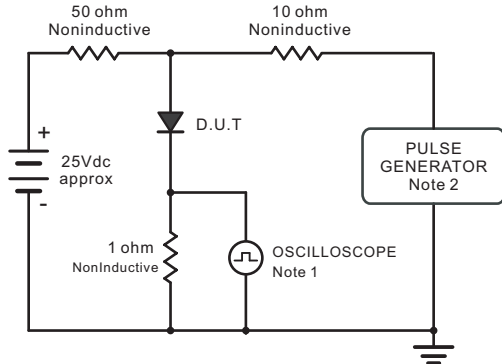 50 ohm
Noninductive
10 ohm
Noninductive
D.U.T
+
25Vdc
approx
-
PULSE
GENERATOR
Note 2
1 ohm
NonInductive
OSCILLOSCOPE
Note 1